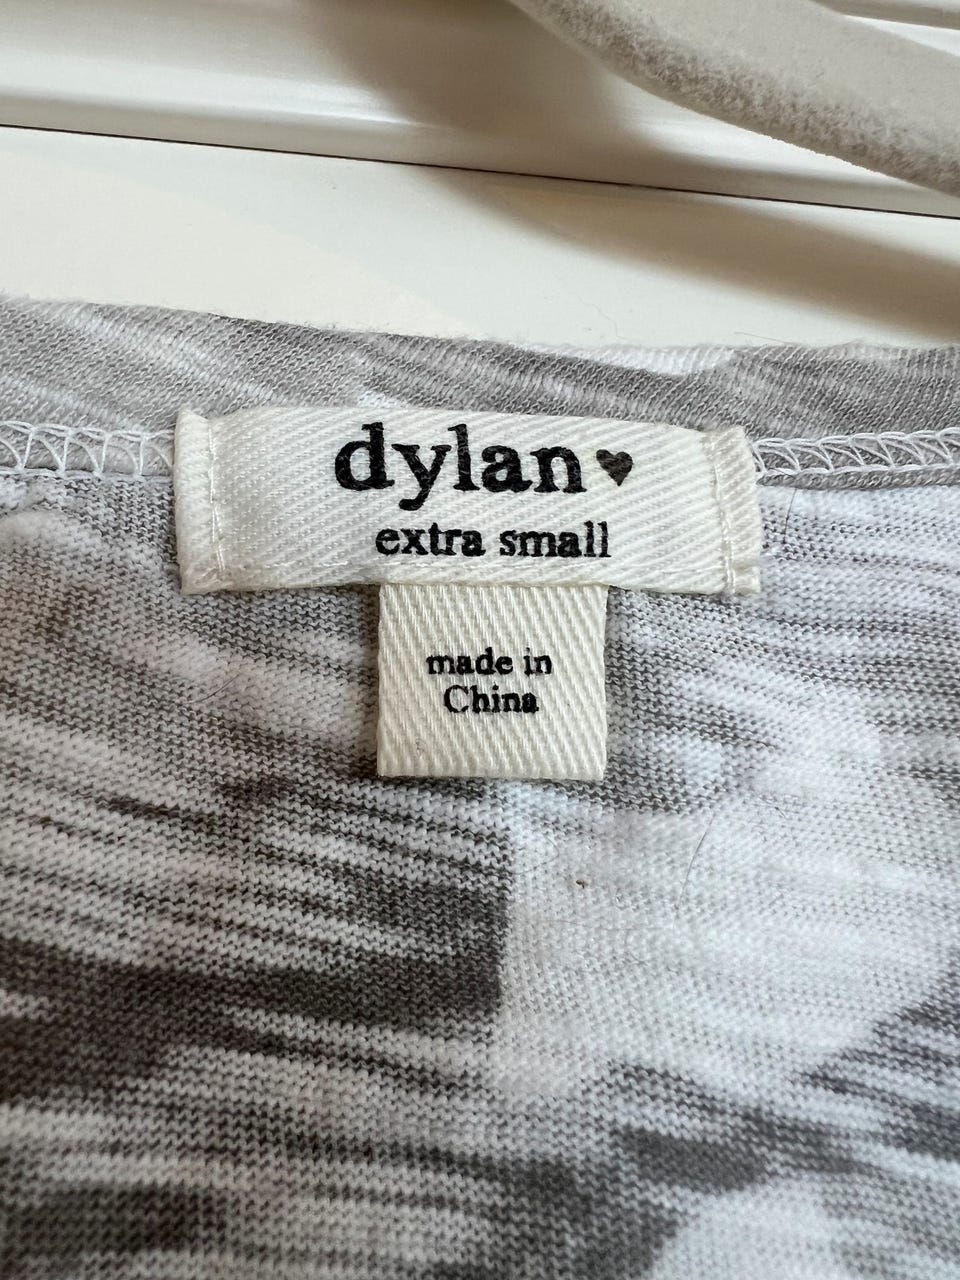 dylan♥
extra small
made in
China